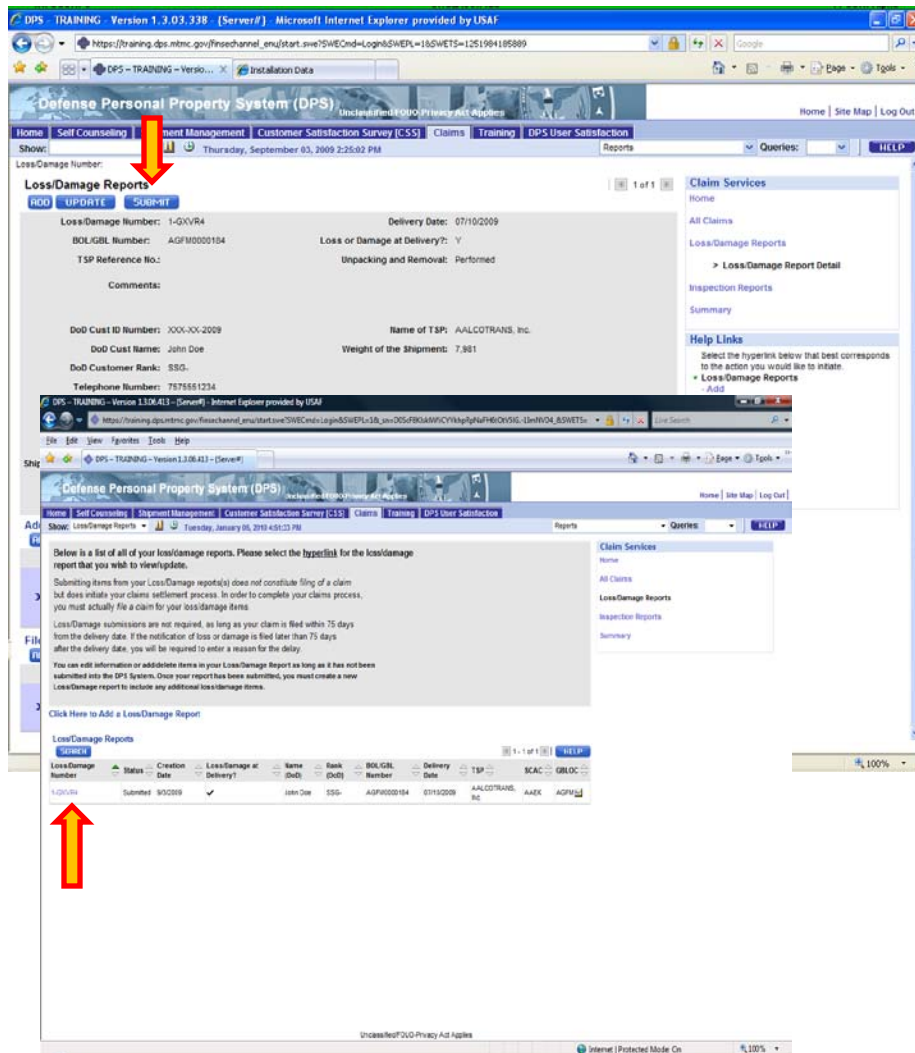 DPS - TRAINING - Version 1.3.03.338 - (Server#) - Microsoft Internet Explorer provided by USAF
https://training.dps.mtmc.gov/finsechannel_enu/start.swe?SWECmd=Login&SWEPL=1&SWETS=1251984185889
Google
DPS - TRAINING - Versio... X Installation Data
Page Tools
Defense Personal Property System (DPS)
Unclassified FOUO-Privacy Act Applies
Home | Site Map | Log Out
Home Self Counseling ment Management Customer Satisfaction Survey [CSS] Claims Training DPS User Satisfaction
Show: Thursday, September 03, 2009 2:25:02 PM Reports Queries: HELP
Loss/Damage Number:
Loss/Damage Reports 1 of 1
ADD UPDATE SUBMIT
Loss/Damage Number: 1-GXVR4 Delivery Date: 07/10/2009
BOL/GBL Number: AGFM0000184 Loss or Damage at Delivery?: Y
TSP Reference No.: Unpacking and Removal: Performed
Comments:
DoD Cust ID Number: XXX-XX-2009 Name of TSP: AALCOTRANS, Inc.
DoD Cust Name: John Doe Weight of the Shipment: 7,981
DoD Customer Rank: SSG-
Telephone Number: 7575551234
Claim Services
Home
All Claims
Loss/Damage Reports
> Loss/Damage Report Detail
Inspection Reports
Summary
Help Links
Select the hyperlink below that best corresponds
to the action you would like to initiate.
Loss/Damage Reports
- Add
Ship
Ad
File
100%
DPS - TRAINING - Version 1.3.06.413 - (Server#) - Internet Explorer provided by USAF
Live Search
File Edit View Favorites Tools Help
DPS - TRAINING - Version 1.3.06.413 - (Server#)
Page Tools
Defense Personal Property System (DPS)
Unclassified FOUO-Privacy Act Applies
Home | Site Map | Log Out
Home Self Counseling Shipment Management Customer Satisfaction Survey [CSS] Claims Training DPS User Satisfaction
Show: Loss/Damage Reports Tuesday, January 05, 2010 4:51:33 PM Reports Queries: HELP
Below is a list of all of your loss/damage reports. Please select the hyperlink for the loss/damage
report that you wish to view/update.
Submitting items from your Loss/Damage reports(s) does not constitute filing of a claim
but does initiate your claims settlement process. In order to complete your claims process,
you must actually file a claim for your loss/damage items.
Loss/Damage submissions are not required, as long as your claim is filed within 75 days
from the delivery date. If the notification of loss or damage is filed later than 75 days
after the delivery date, you will be required to enter a reason for the delay.
You can edit information or add/delete items in your Loss/Damage Report as long as it has not been
submitted into the DPS System. Once your report has been submitted, you must create a new
Loss/Damage report to include any additional loss/damage items.
Claim Services
Home
All Claims
Loss/Damage Reports
Inspection Reports
Summary
Click Here to Add a Loss/Damage Report
Loss/Damage Reports
SEARCH 1 - 1 of 1 HELP
Loss/Damage Number Status Creation Date Loss/Damage at Delivery? Name (DoD) Rank (DoD) BOL/GBL Number Delivery Date TSP SCAC GBLOC
1-GXVR4 Submitted 9/3/2009 ✓ John Doe SSG- AGFM0000184 07/10/2009 AALCOTRANS, Inc AAEK AGFM
Unclassified/FOUO-Privacy Act Applies
Internet | Protected Mode: On 100%